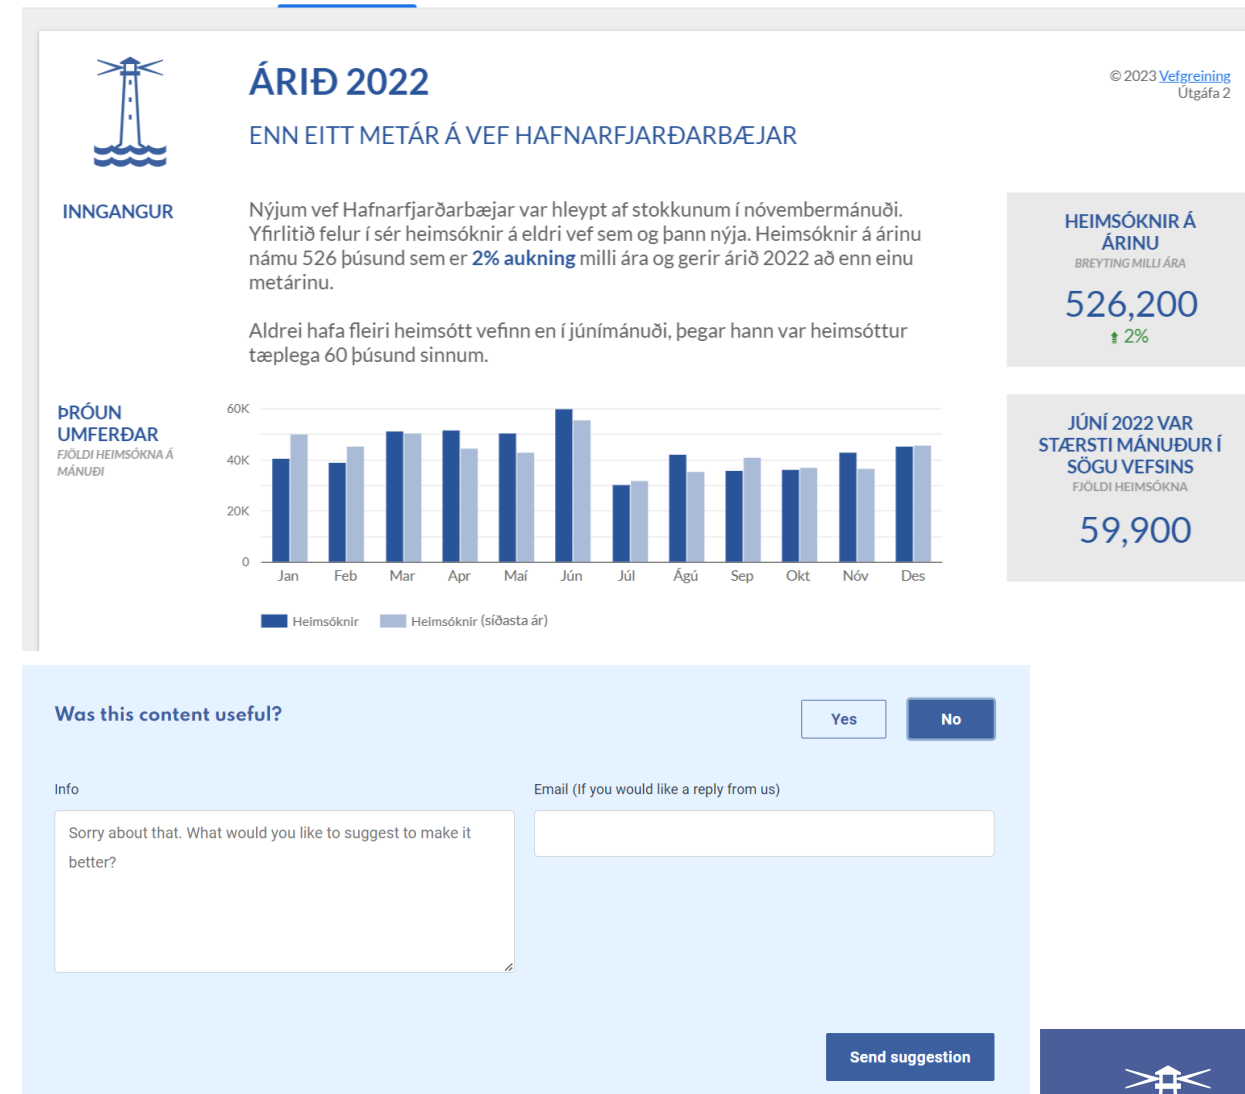 ÁRIÐ 2022
© 2023 Vefgreining
Útgáfa 2
ENN EITT METÁR Á VEF HAFNARFJARÐARBÆJAR
INNGANGUR
Nýjum vef Hafnarfjarðarbæjar var hleypt af stokkunum í nóvembermánuði.
Yfirlitið felur í sér heimsóknir á eldri vef sem og þann nýja. Heimsóknir á árinu
námu 526 þúsund sem er 2% aukning milli ára og gerir árið 2022 að enn einu
metárinu.
Aldrei hafa fleiri heimsótt vefinn en í júnímánuði, þegar hann var heimsóttur
tæplega 60 þúsund sinnum.
HEIMSÓKNIR Á
ÁRINU
BREYTING MILLI ÁRA
526,200
2%
ÞRÓUN
UMFERÐAR
FJÖLDI HEIMSÓKNA Á
MÁNUÐI
60K
40K
20K
0
Jan Feb Mar Apr Maí Jún Júl Ágú Sep Okt Nóv Des
Heimsóknir Heimsóknir (síðasta ár)
JÚNÍ 2022 VAR
STÆRSTI MÁNUÐUR Í
SÖGU VEFSINS
FJÖLDI HEIMSÓKNA
59,900
Was this content useful?
Yes
No
Info
Sorry about that. What would you like to suggest to make it
better?
Email (If you would like a reply from us)
Send suggestion